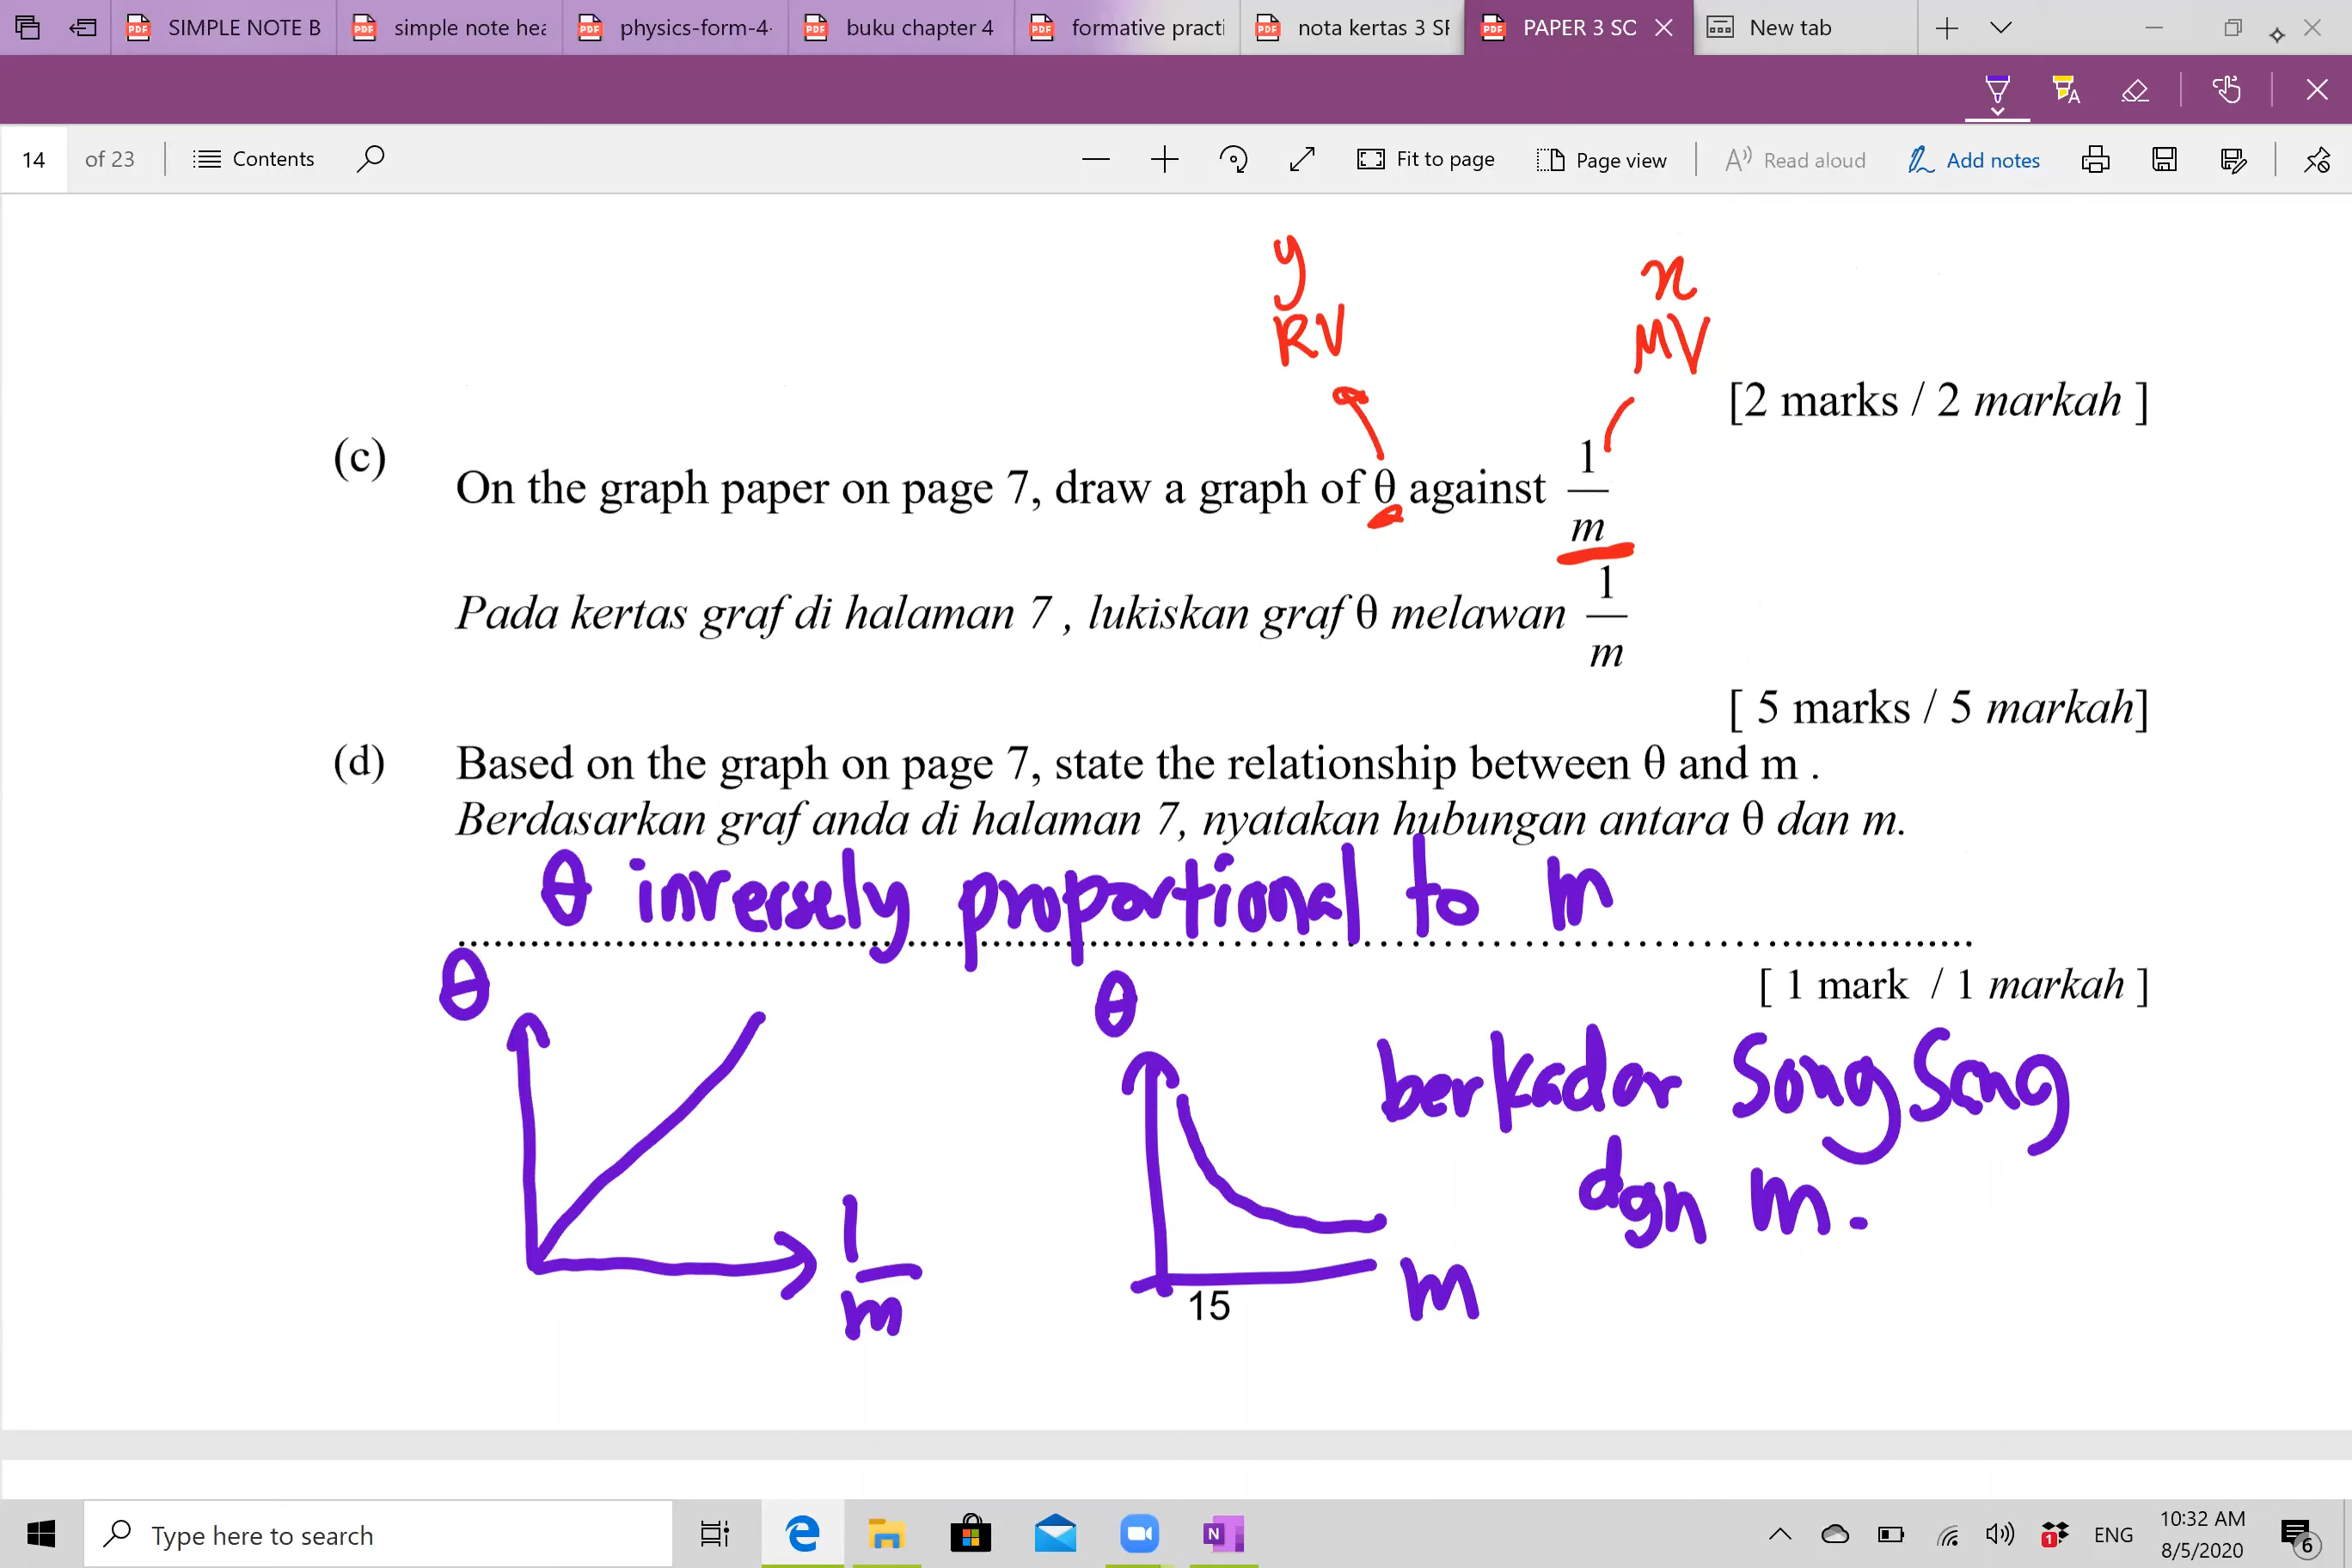 SIMPLE NOTE B
simple note hea
physics-form-4-
buku chapter 4
formative practi
nota kertas 3 SF
PAPER 3 SC
New tab
14 of 23
Contents
Fit to page
Page view
Read aloud
Add notes
y
RV
x
MV
[2 marks / 2 markah ]
(c)
On the graph paper on page 7, draw a graph of θ against 1/m
Pada kertas graf di halaman 7 , lukiskan graf θ melawan 1/m
[ 5 marks / 5 markah]
(d) Based on the graph on page 7, state the relationship between θ and m .
Berdasarkan graf anda di halaman 7, nyatakan hubungan antara θ dan m.
θ inversely proportional to m
[ 1 mark / 1 markah ]
θ
1/m
θ
m
berkadar songsang
dgn m.
15
Type here to search
ENG
10:32 AM
8/5/2020
1
6